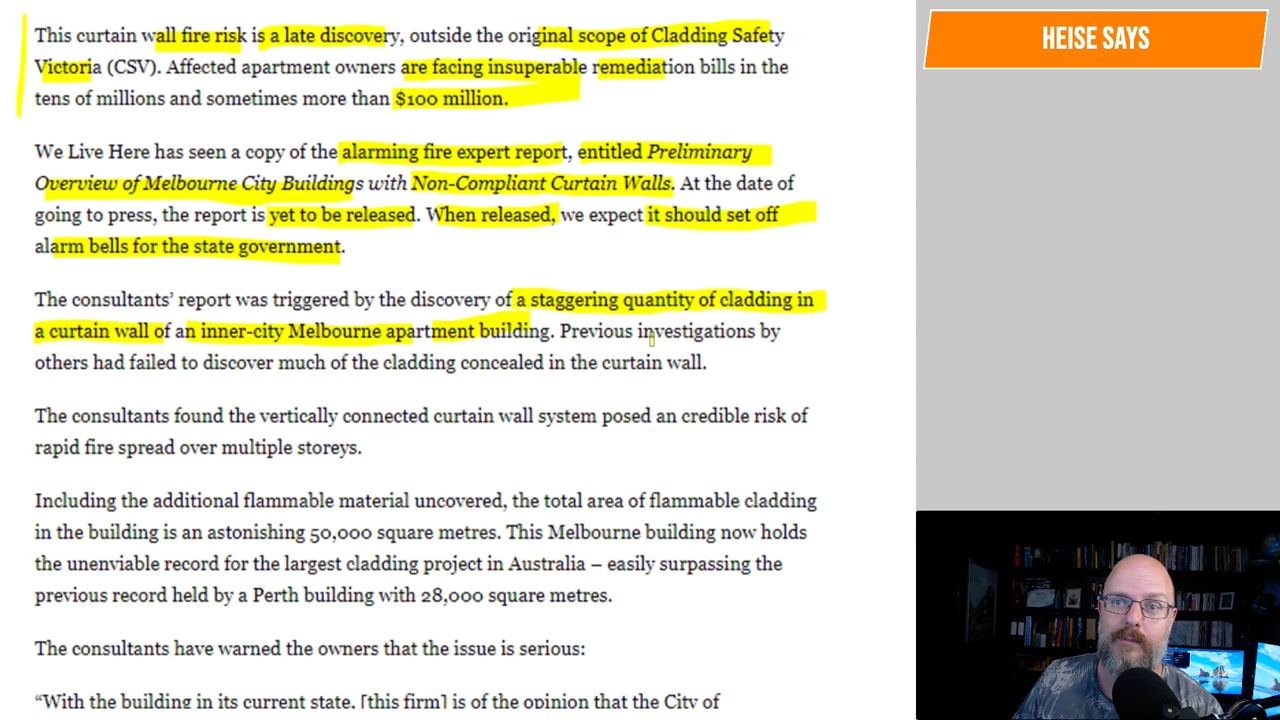 This curtain wall fire risk is a late discovery, outside the original scope of Cladding Safety
Victoria (CSV). Affected apartment owners are facing insuperable remediation bills in the
tens of millions and sometimes more than $100 million.
We Live Here has seen a copy of the alarming fire expert report, entitled Preliminary
Overview of Melbourne City Buildings with Non-Compliant Curtain Walls. At the date of
going to press, the report is yet to be released. When released, we expect it should set off
alarm bells for the state government.
The consultants’ report was triggered by the discovery of a staggering quantity of cladding in
a curtain wall of an inner-city Melbourne apartment building. Previous investigations by
others had failed to discover much of the cladding concealed in the curtain wall.
The consultants found the vertically connected curtain wall system posed an credible risk of
rapid fire spread over multiple storeys.
Including the additional flammable material uncovered, the total area of flammable cladding
in the building is an astonishing 50,000 square metres. This Melbourne building now holds
the unenviable record for the largest cladding project in Australia – easily surpassing the
previous record held by a Perth building with 28,000 square metres.
The consultants have warned the owners that the issue is serious:
“With the building in its current state, [this firm] is of the opinion that the City of
HEISE SAYS